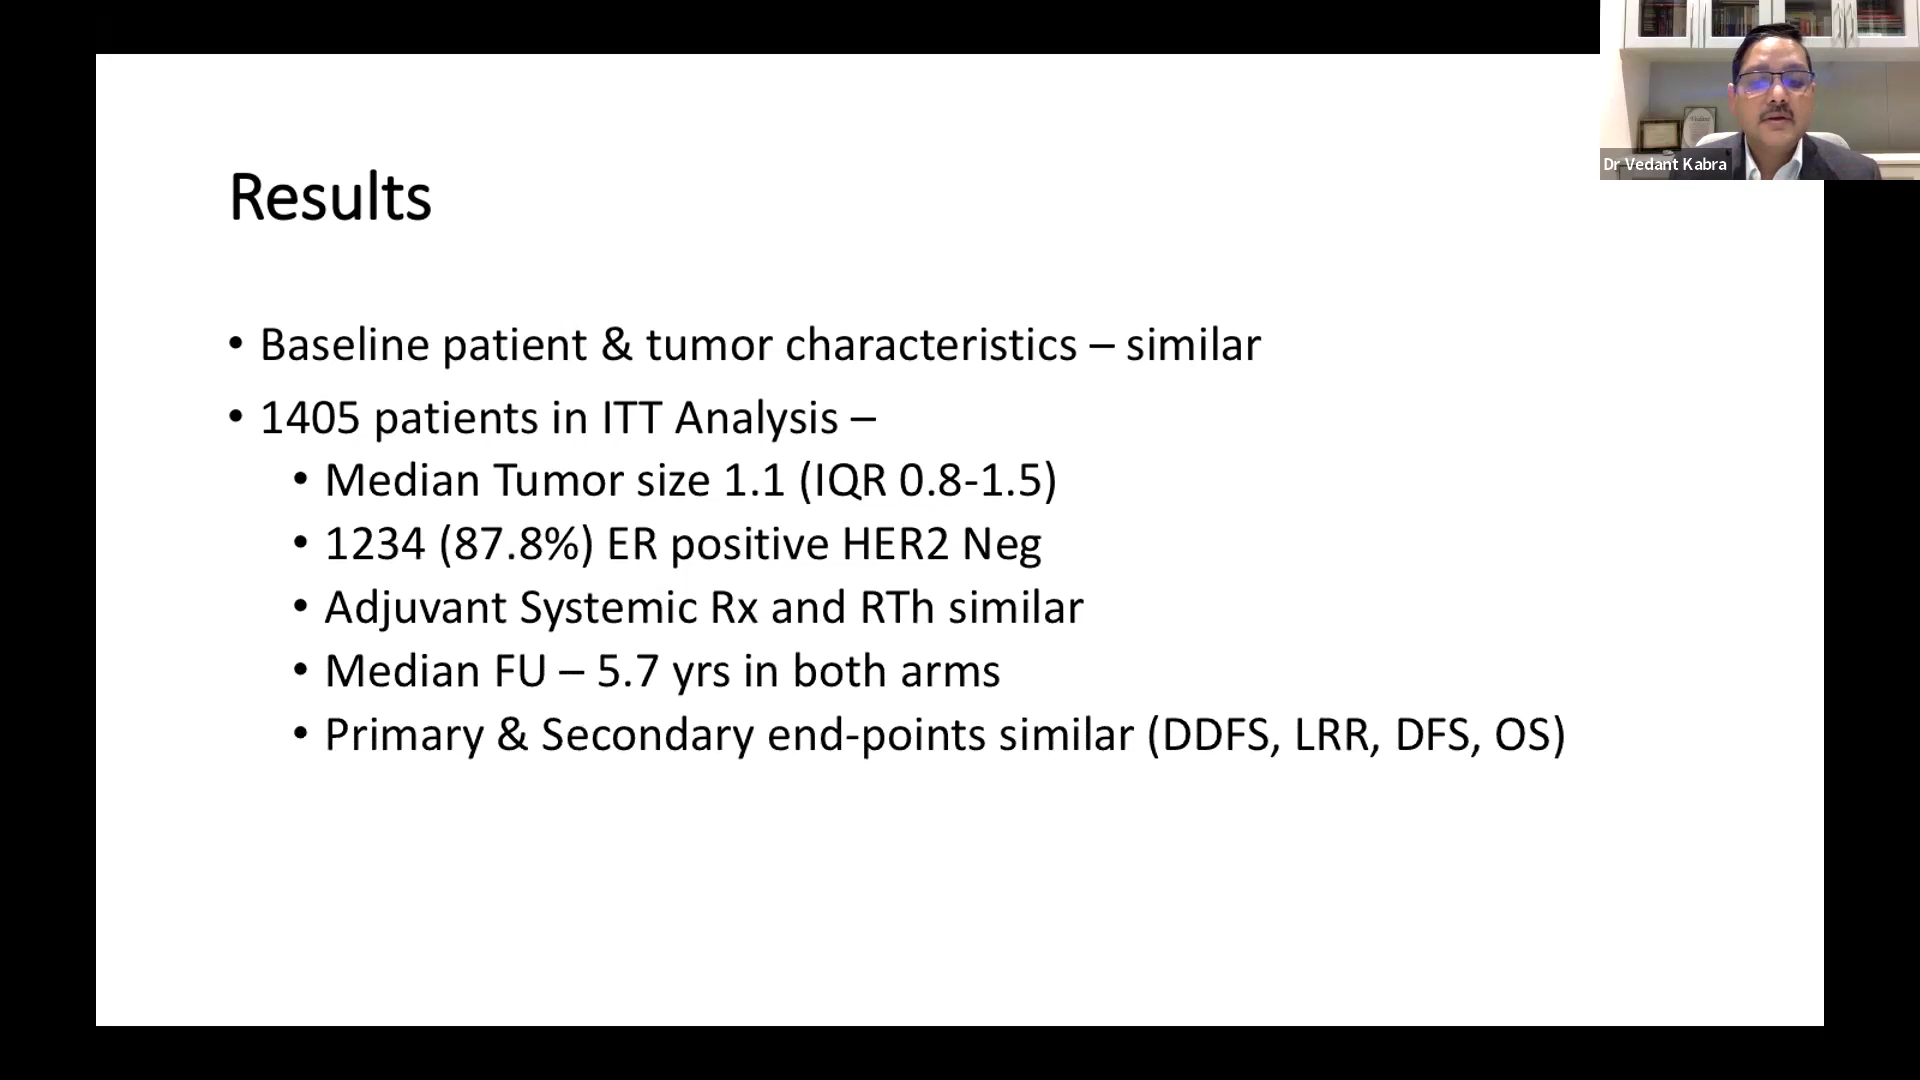 Dr Vedant Kabra
Results
• Baseline patient & tumor characteristics – similar
• 1405 patients in ITT Analysis –
• Median Tumor size 1.1 (IQR 0.8-1.5)
• 1234 (87.8%) ER positive HER2 Neg
• Adjuvant Systemic Rx and RTh similar
• Median FU – 5.7 yrs in both arms
• Primary & Secondary end-points similar (DDFS, LRR, DFS, OS)